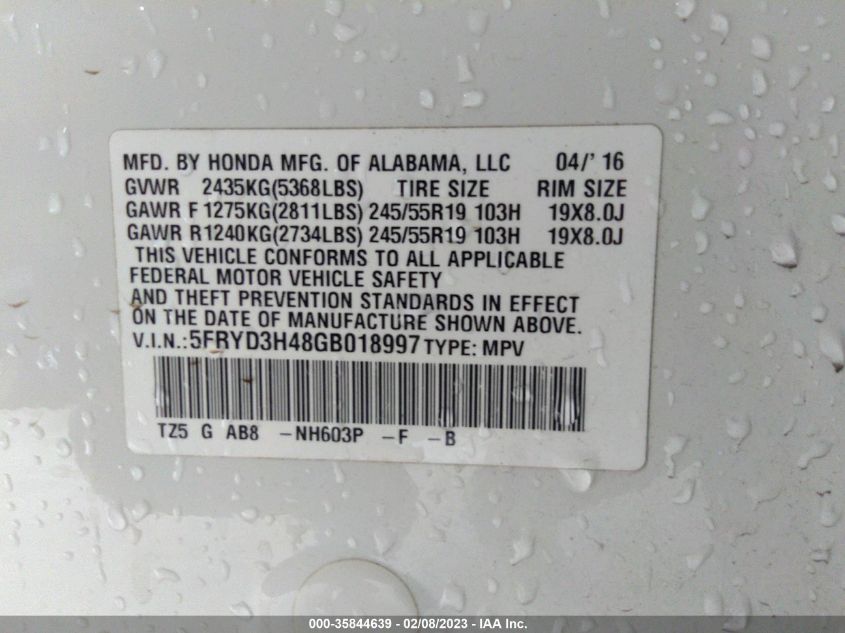 MFD. BY HONDA MFG. OF ALABAMA, LLC 04/' 16
GVWR 2435KG(5368LBS) TIRE SIZE RIM SIZE
GAWR F 1275KG(2811LBS) 245/55R19 103H 19X8.0J
GAWR R1240KG(2734LBS) 245/55R19 103H 19X8.0J
THIS VEHICLE CONFORMS TO ALL APPLICABLE
FEDERAL MOTOR VEHICLE SAFETY
AND THEFT PREVENTION STANDARDS IN EFFECT
ON THE DATE OF MANUFACTURE SHOWN ABOVE.
V.I.N.:5FRYD3H48GB018997 TYPE: MPV
TZ5 G AB8 -NH603P -F -B
000-35844639 - 02/08/2023 - IAA Inc.